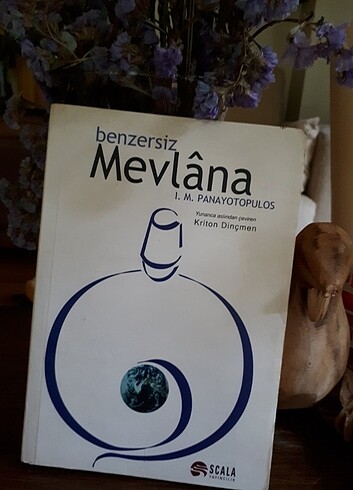 benzersiz
Mevlâna
I. M. PANAYOTOPULOS
Yunanca aslından çeviren
Kriton Dinçmen
SCALA
YAYINCILIK